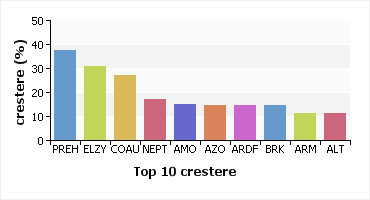 crestere (%)
50
40
30
20
10
0
PREH ELZY COAU NEPT AMO AZO ARDF BRK ARM ALT
Top 10 crestere